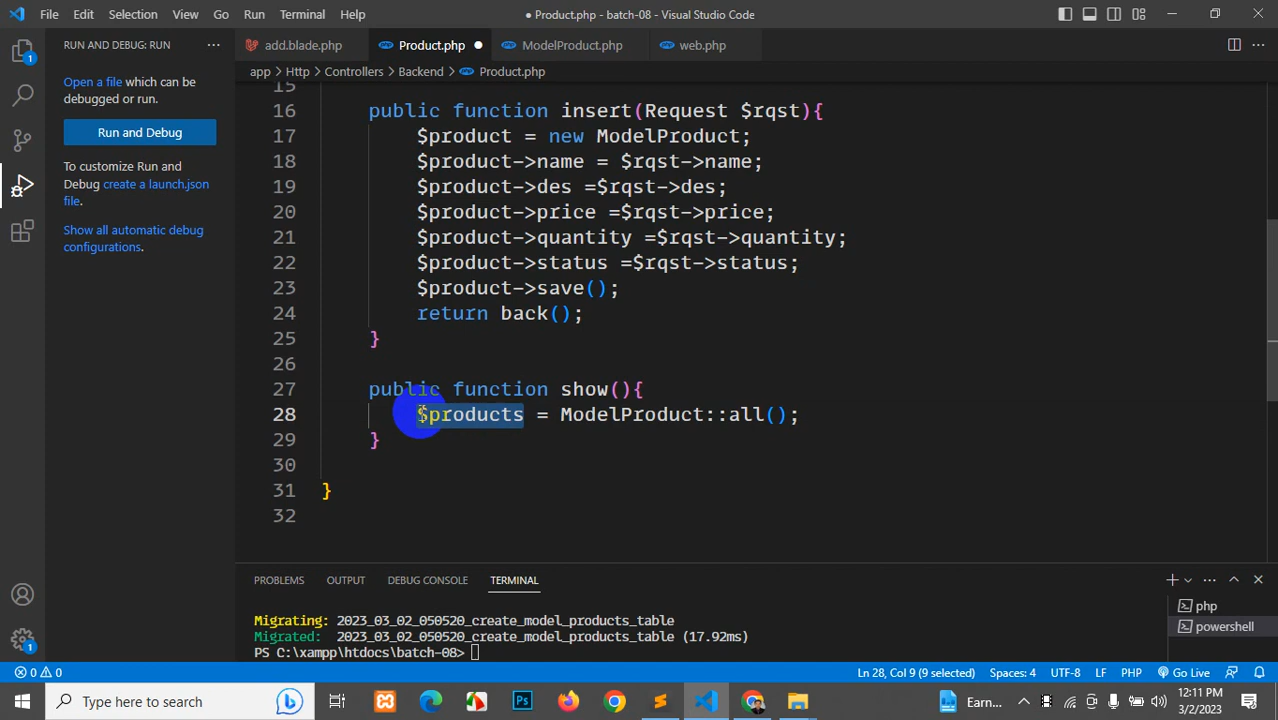 File Edit Selection View Go Run Terminal Help
Product.php - batch-08 - Visual Studio Code
RUN AND DEBUG: RUN
add.blade.php
Product.php
ModelProduct.php
web.php
app > Http > Controllers > Backend > Product.php
Open a file which can be
debugged or run.
Run and Debug
To customize Run and
Debug create a launch.json
file.
Show all automatic debug
configurations.
15
16 public function insert(Request $rqst){
17 $product = new ModelProduct;
18 $product->name = $rqst->name;
19 $product->des =$rqst->des;
20 $product->price =$rqst->price;
21 $product->quantity =$rqst->quantity;
22 $product->status =$rqst->status;
23 $product->save();
24 return back();
25 }
26
27 public function show(){
28 $products = ModelProduct::all();
29 }
30
31 }
32
PROBLEMS OUTPUT DEBUG CONSOLE TERMINAL
Migrating: 2023_03_02_050520_create_model_products_table
Migrated: 2023_03_02_050520_create_model_products_table (17.92ms)
PS C:\xampp\htdocs\batch-08>
php
powershell
1
1
0 0
Ln 28, Col 9 (9 selected) Spaces: 4 UTF-8 LF PHP Go Live
Type here to search
Ps
Earn...
12:11 PM
3/2/2023